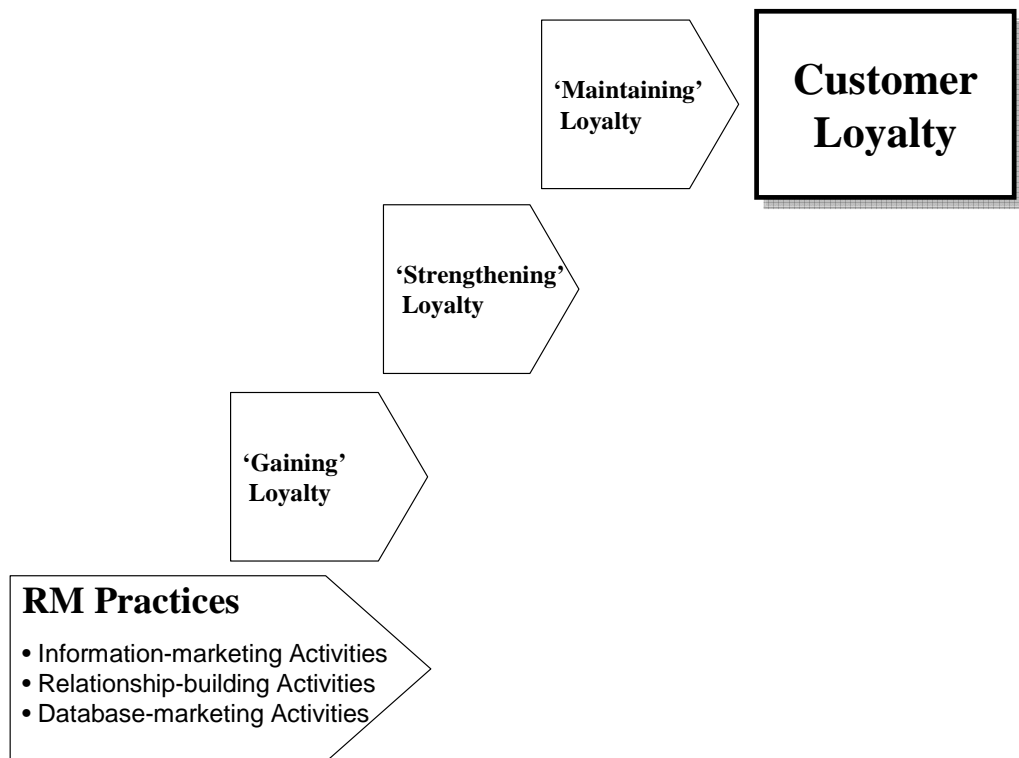 ‘Maintaining’
Loyalty
Customer
Loyalty
‘Strengthening’
Loyalty
‘Gaining’
Loyalty
RM Practices
• Information-marketing Activities
• Relationship-building Activities
• Database-marketing Activities